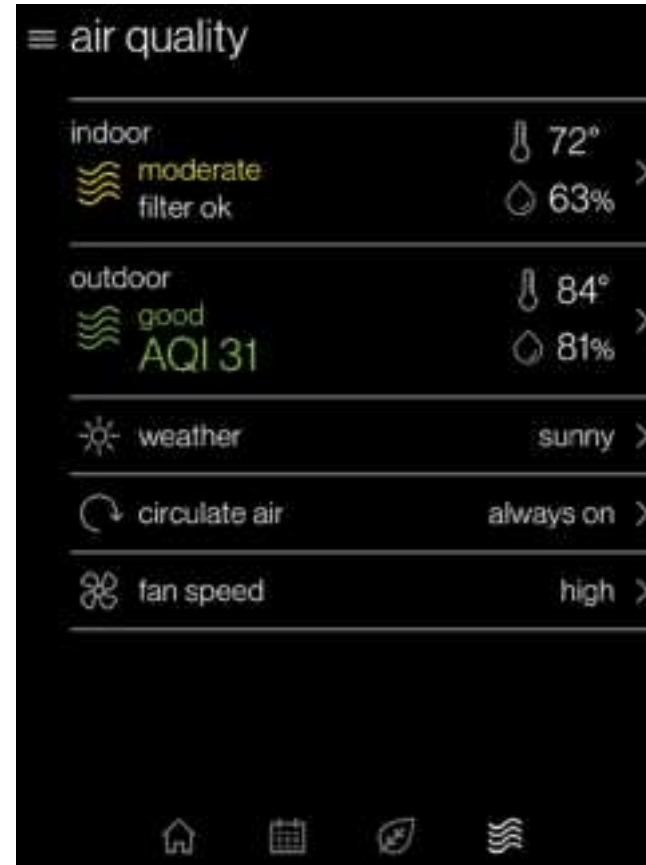 air quality
indoor
72°
moderate
filter ok
63%
outdoor
84°
good
AQI 31
81%
weather sunny
circulate air always on
fan speed high